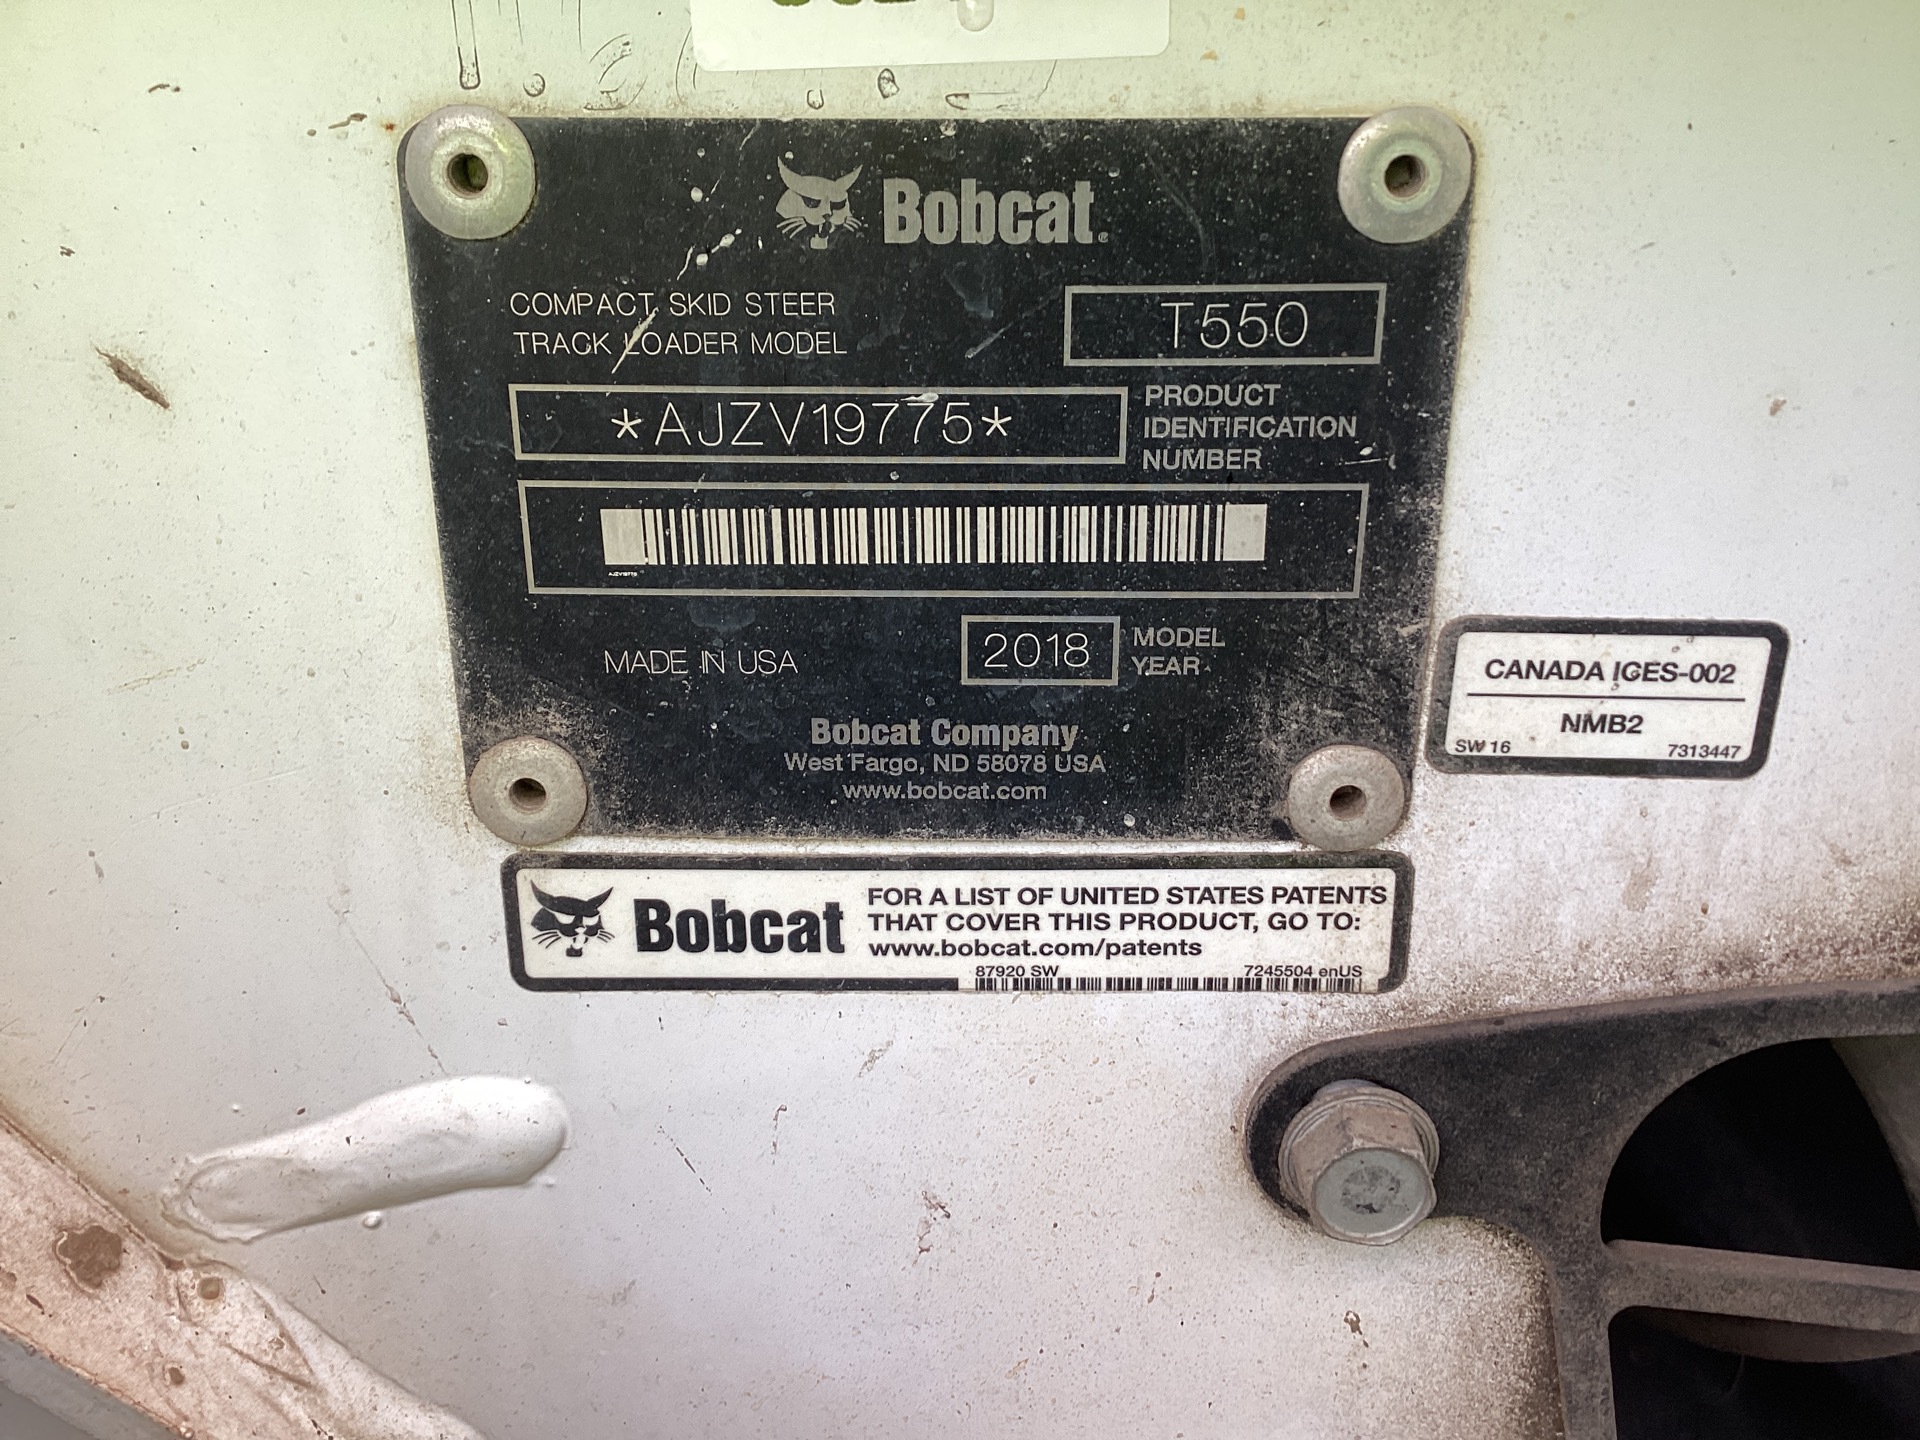 Bobcat
COMPACT SKID STEER
TRACK LOADER MODEL
T550
*AJZV19775*
PRODUCT
IDENTIFICATION
NUMBER
AJZV19775
MADE IN USA
2018
MODEL
YEAR
Bobcat Company
West Fargo, ND 58078 USA
www.bobcat.com
CANADA ICES-002
NMB2
SW 16 7313447
Bobcat
FOR A LIST OF UNITED STATES PATENTS
THAT COVER THIS PRODUCT, GO TO:
www.bobcat.com/patents
87920 SW 7245504 enUS